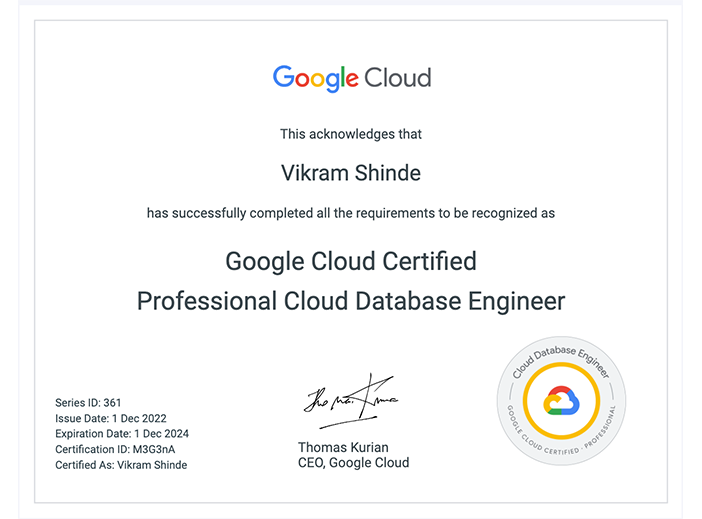 Google Cloud
This acknowledges that
Vikram Shinde
has successfully completed all the requirements to be recognized as
Google Cloud Certified
Professional Cloud Database Engineer
Series ID: 361
Issue Date: 1 Dec 2022
Expiration Date: 1 Dec 2024
Certification ID: M3G3nA
Certified As: Vikram Shinde
Thomas Kurian
Thomas Kurian
CEO, Google Cloud
Cloud Database Engineer
GOOGLE CLOUD CERTIFIED · PROFESSIONAL